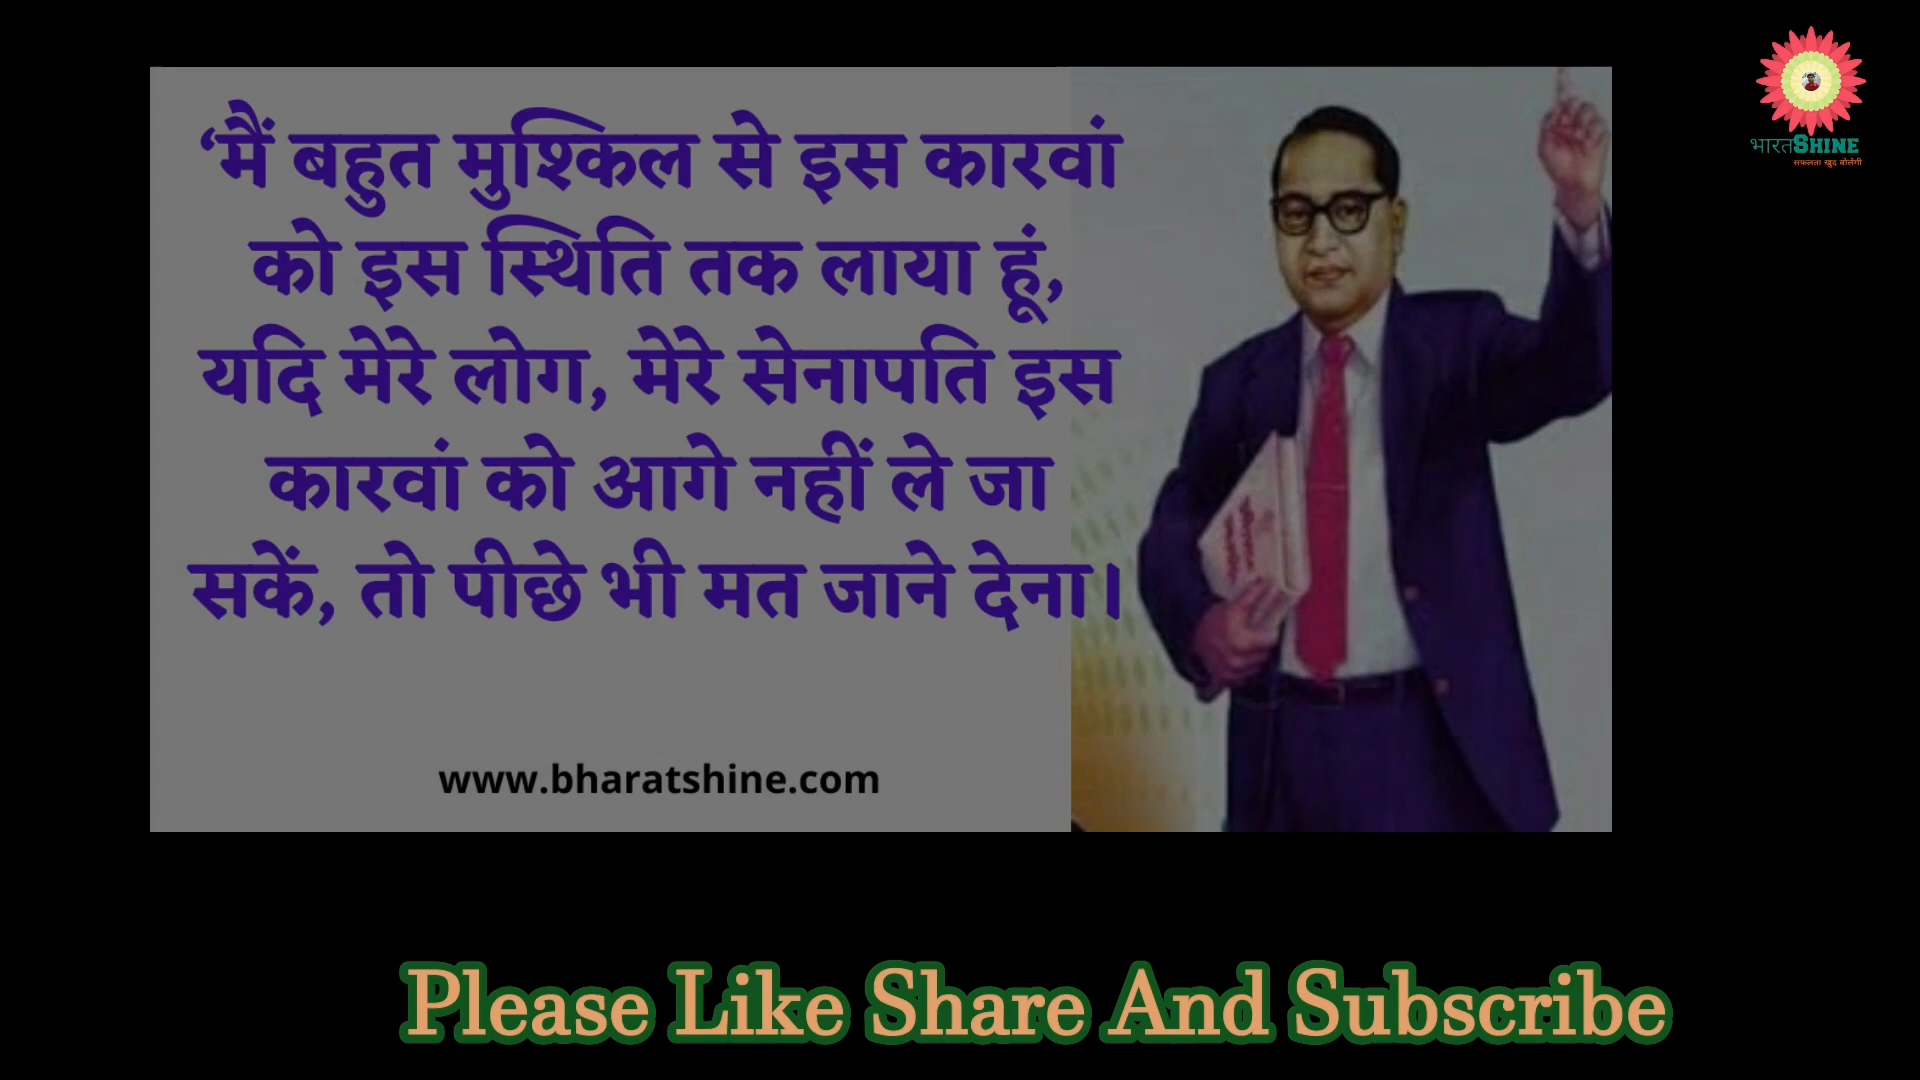 ‘मैं बहुत मुश्किल से इस कारवां
को इस स्थिति तक लाया हूं,
यदि मेरे लोग, मेरे सेनापति इस
कारवां को आगे नहीं ले जा
सकें, तो पीछे भी मत जाने देना।
www.bharatshine.com
भारतSHINE
सफलता खुद बोलेगी
Please Like Share And Subscribe